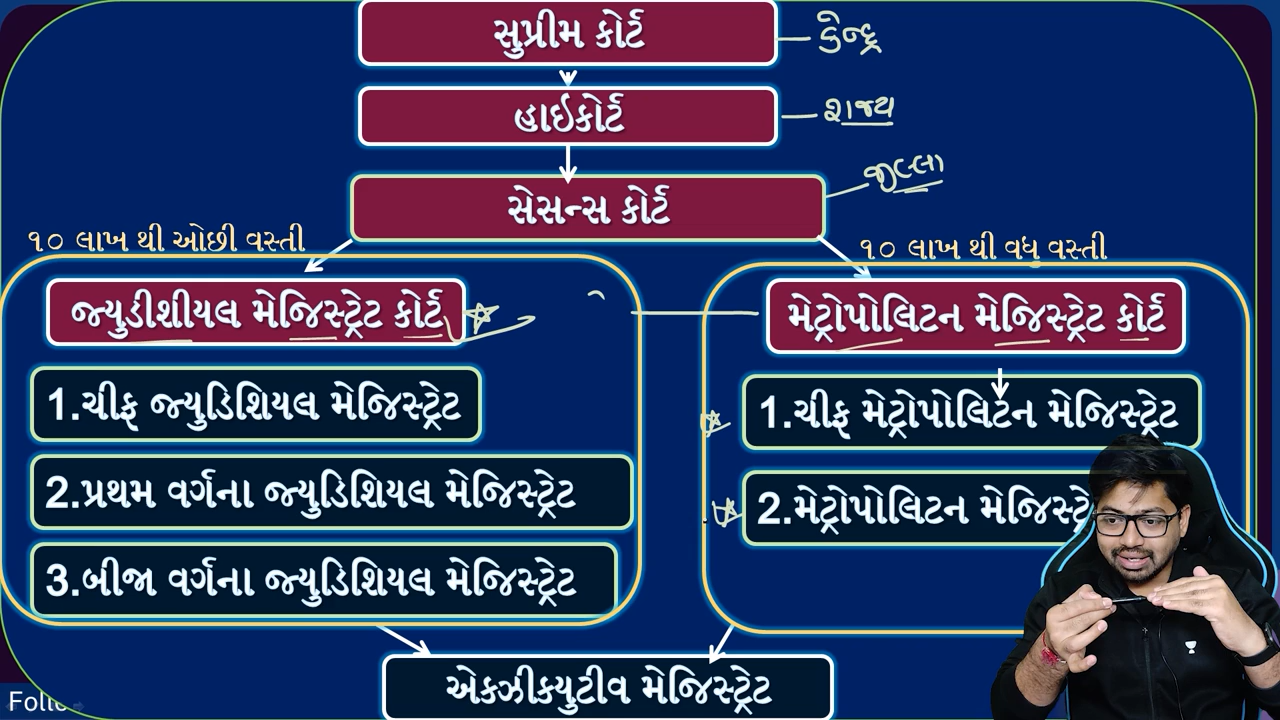 સુપ્રીમ કોર્ટ
કેન્દ્ર
હાઈકોર્ટ
રાજ્ય
સેસન્સ કોર્ટ
જીલ્લા
૧૦ લાખ થી ઓછી વસ્તી
૧૦ લાખ થી વધુ વસ્તી
જ્યુડીશીયલ મેજિસ્ટ્રેટ કોર્ટ
મેટ્રોપોલિટન મેજિસ્ટ્રેટ કોર્ટ
1.ચીફ જ્યુડિશિયલ મેજિસ્ટ્રેટ
2.પ્રથમ વર્ગના જ્યુડિશિયલ મેજિસ્ટ્રેટ
3.બીજા વર્ગના જ્યુડિશિયલ મેજિસ્ટ્રેટ
1.ચીફ મેટ્રોપોલિટન મેજિસ્ટ્રેટ
2.મેટ્રોપોલિટન
એકઝીક્યુટીવ મેજિસ્ટ્રેટ